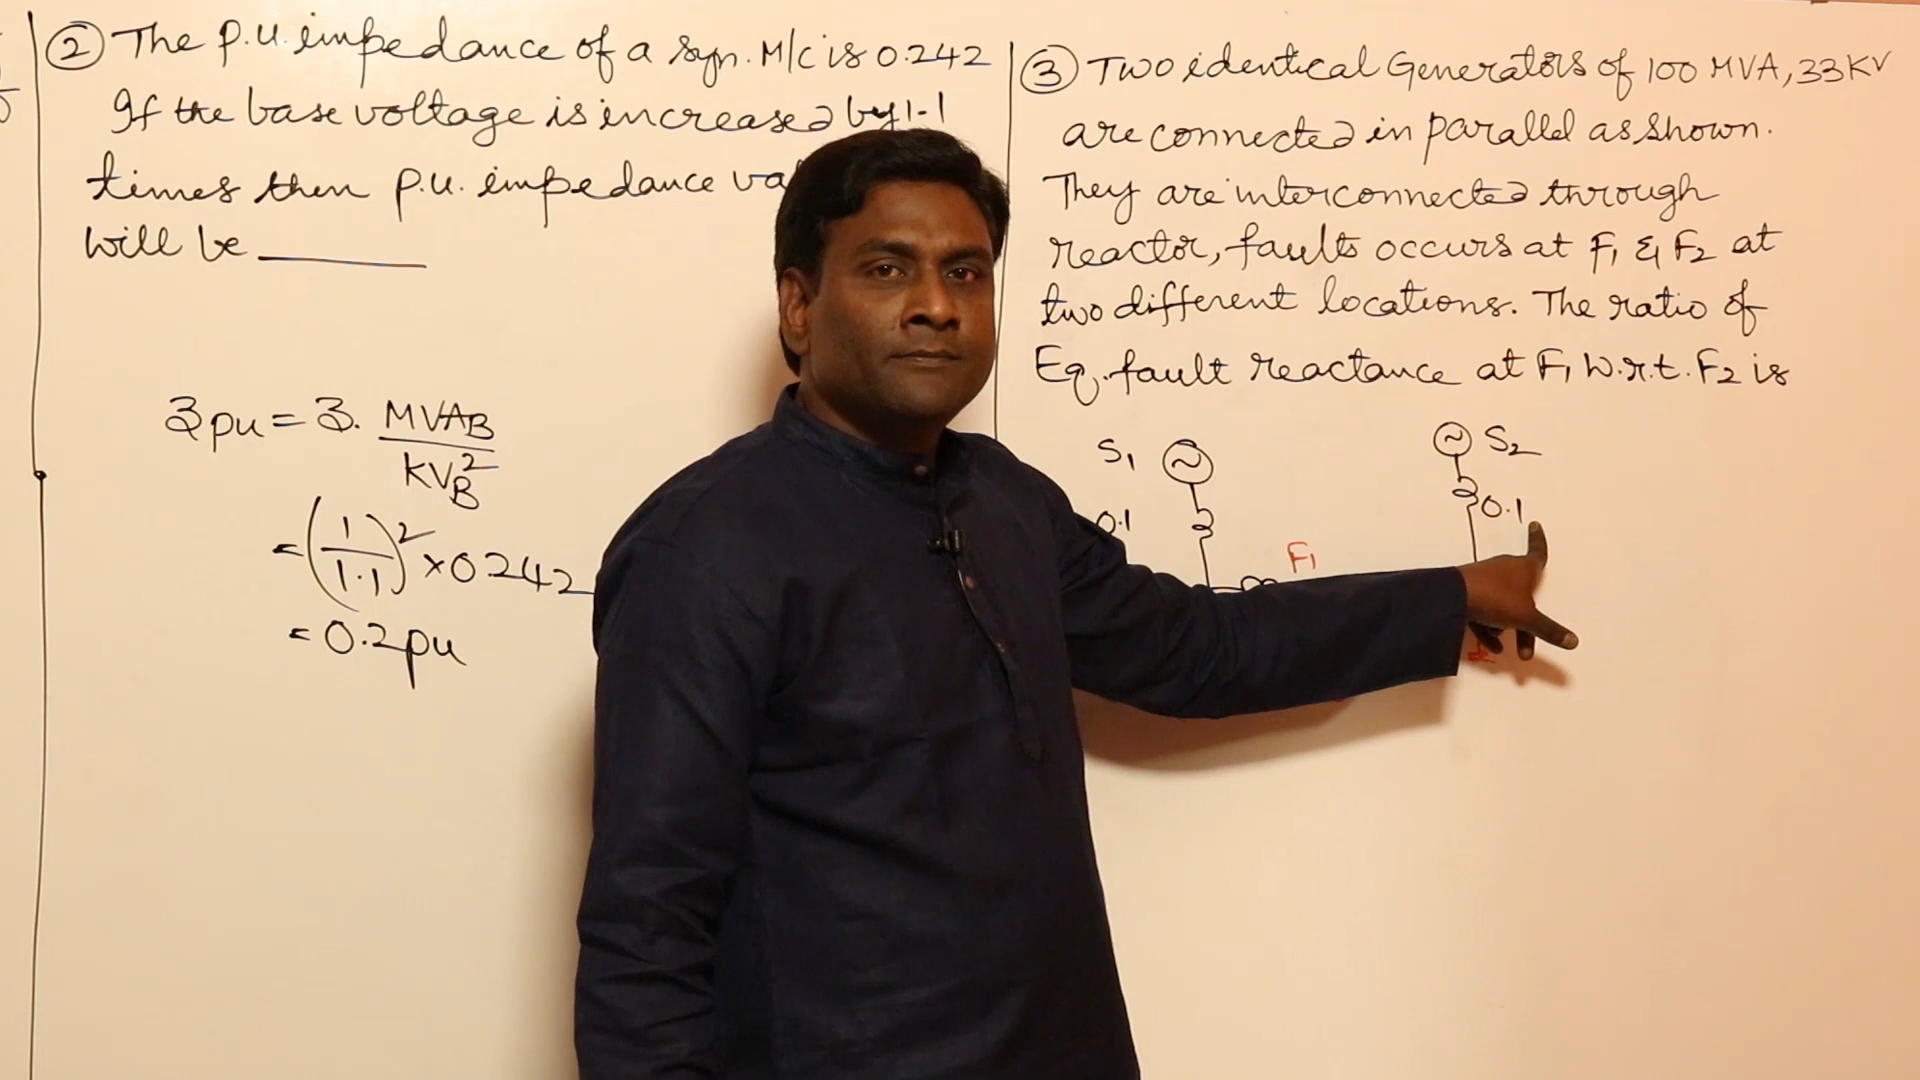 ② The P.U. impedance of a syn. M/c is 0.242
If the base voltage is increased by 1.1
times then P.U. impedance
will be ______
Zpu = Z. MVAB
KVB²
= (1/1.1)² × 0.242
= 0.2pu
③ Two identical Generators of 100 MVA, 33KV
are connected in parallel as shown.
They are interconnected through
reactor, faults occurs at F1 & F2 at
two different locations. The ratio of
Eq. fault reactance at F1 w.r.t. F2 is
S1
S2
0.1
0.1
F1